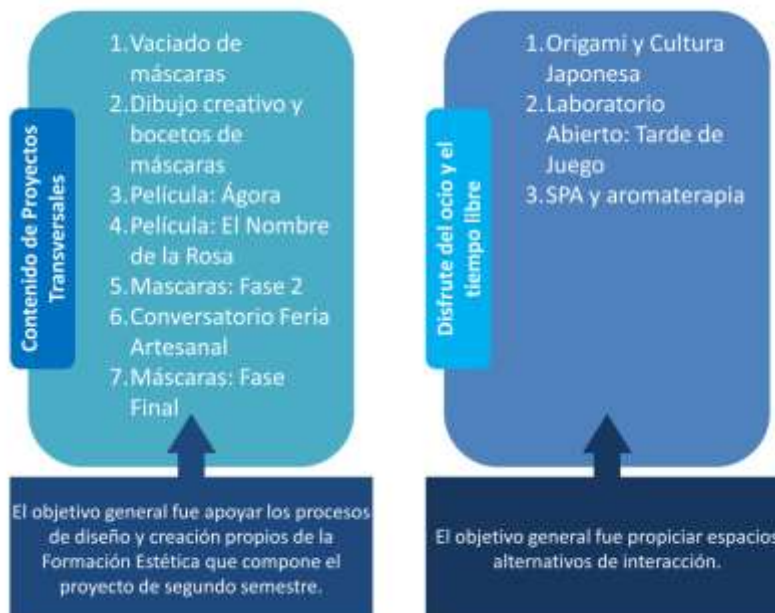 Contenido de Proyectos
Transversales
1. Vaciado de
máscaras
2. Dibujo creativo y
bocetos de
máscaras
3. Película: Ágora
4. Película: El Nombre
de la Rosa
5. Mascaras: Fase 2
6. Conversatorio Feria
Artesanal
7. Máscaras: Fase
Final
El objetivo general fue apoyar los procesos
de diseño y creación propios de la
Formación Estética que compone el
proyecto de segundo semestre.
Disfrute del ocio y el
tiempo libre
1. Origami y Cultura
Japonesa
2. Laboratorio
Abierto: Tarde de
Juego
3. SPA y aromaterapia
El objetivo general fue propiciar espacios
alternativos de interacción.